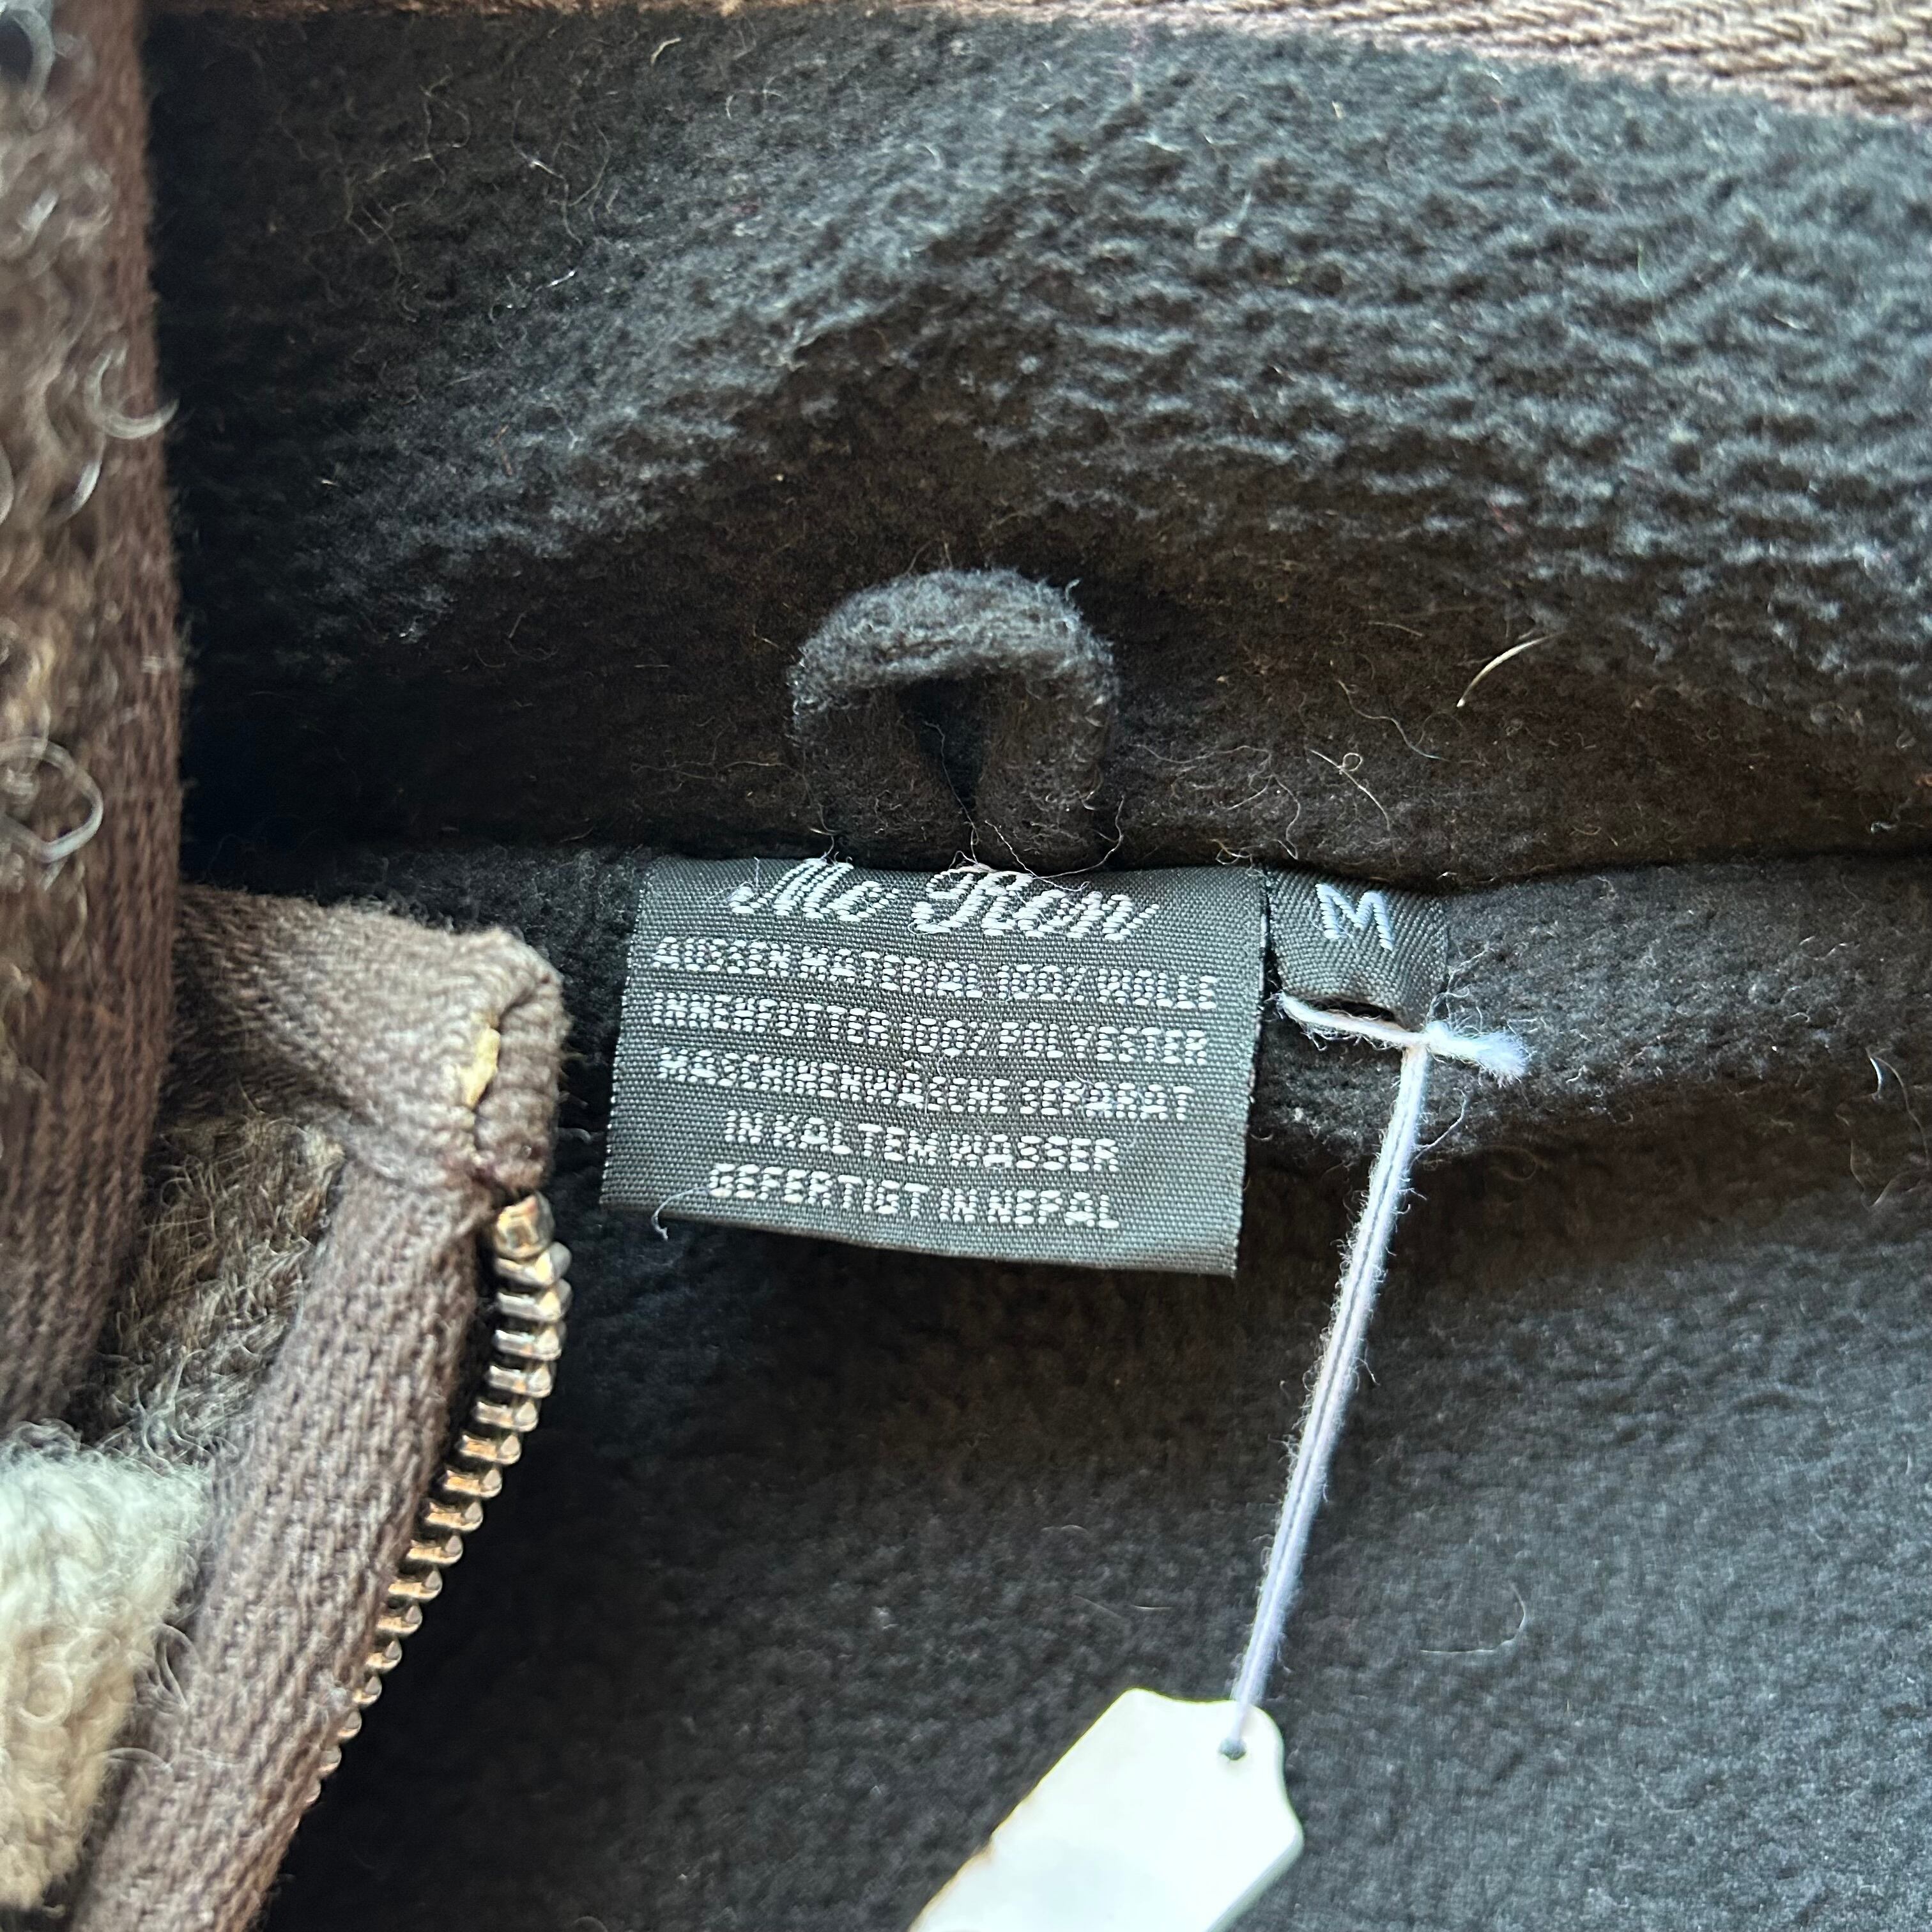 Mc Ron
M
AUSSENMATERIAL 100% WOLLE
INNENFUTTER 100% POLYESTER
MASCHINENWÄSCHE SEPARAT
IN KALTEM WASSER
GEFERTIGT IN NEPAL